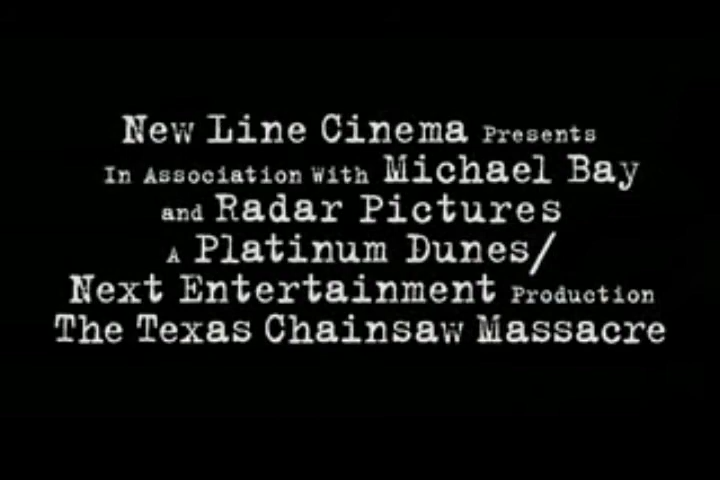 New Line Cinema Presents
In Association With Michael Bay
and Radar Pictures
A Platinum Dunes/
Next Entertainment Production
The Texas Chainsaw Massacre